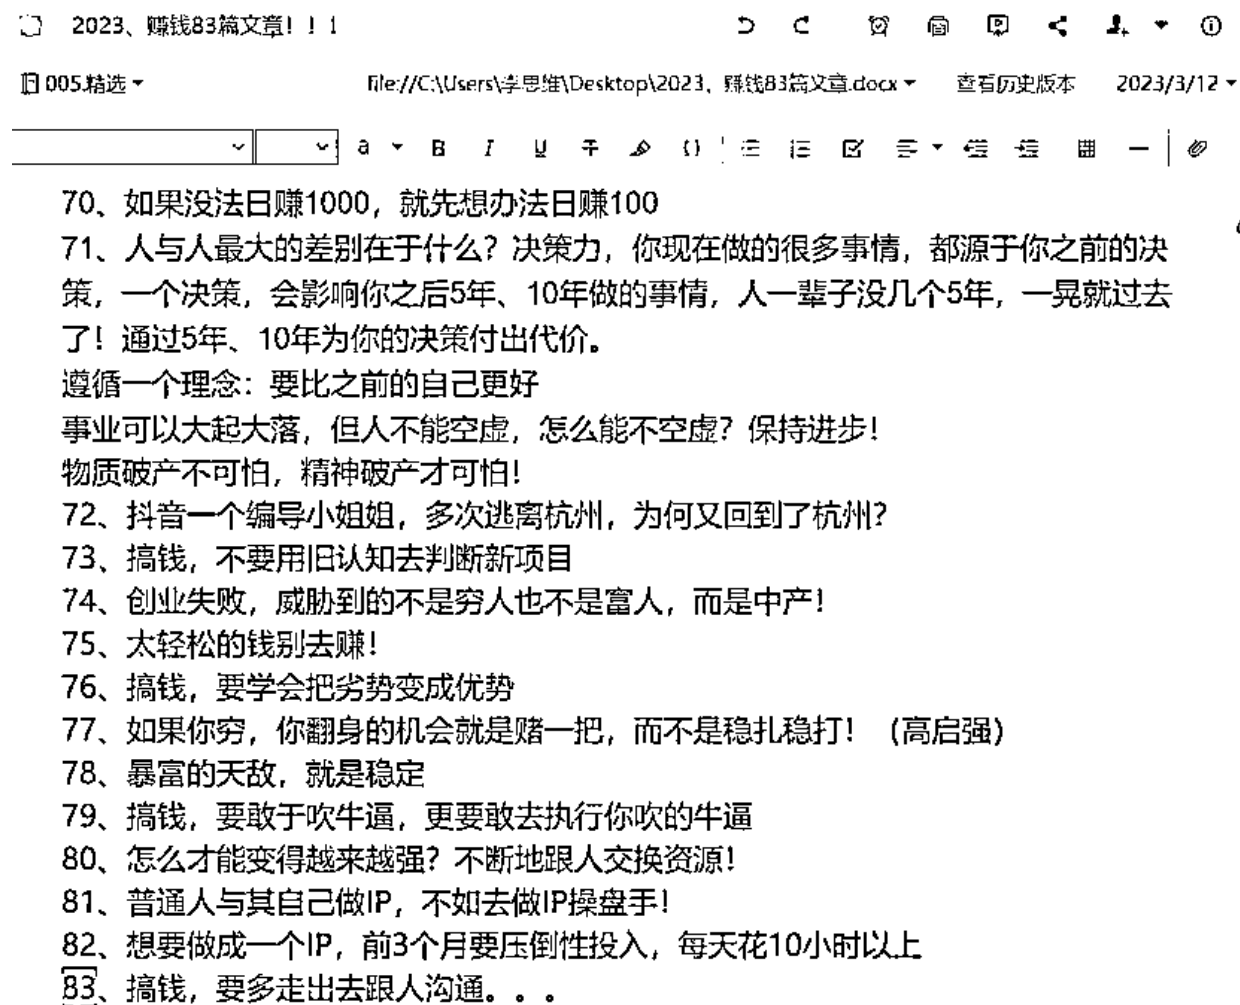 2023、赚钱83篇文章！！！
005.精选
file://C:\Users\李思维\Desktop\2023、赚钱83篇文章.docx
查看历史版本
2023/3/12
a B I U T {}
70、如果没法日赚1000，就先想办法日赚100
71、人与人最大的差别在于什么？决策力，你现在做的很多事情，都源于你之前的决
策，一个决策，会影响你之后5年、10年做的事情，人一辈子没几个5年，一晃就过去
了！通过5年、10年为你的决策付出代价。
遵循一个理念：要比之前的自己更好
事业可以大起大落，但人不能空虚，怎么能不空虚？保持进步！
物质破产不可怕，精神破产才可怕！
72、抖音一个编导小姐姐，多次逃离杭州，为何又回到了杭州？
73、搞钱，不要用旧认知去判断新项目
74、创业失败，威胁到的不是穷人也不是富人，而是中产！
75、太轻松的钱别去赚！
76、搞钱，要学会把劣势变成优势
77、如果你穷，你翻身的机会就是赌一把，而不是稳扎稳打！（高启强）
78、暴富的天敌，就是稳定
79、搞钱，要敢于吹牛逼，更要敢去执行你吹的牛逼
80、怎么才能变得越来越强？不断地跟人交换资源！
81、普通人与其自己做IP，不如去做IP操盘手！
82、想要做成一个IP，前3个月要压倒性投入，每天花10小时以上
83、搞钱，要多走出去跟人沟通。。。